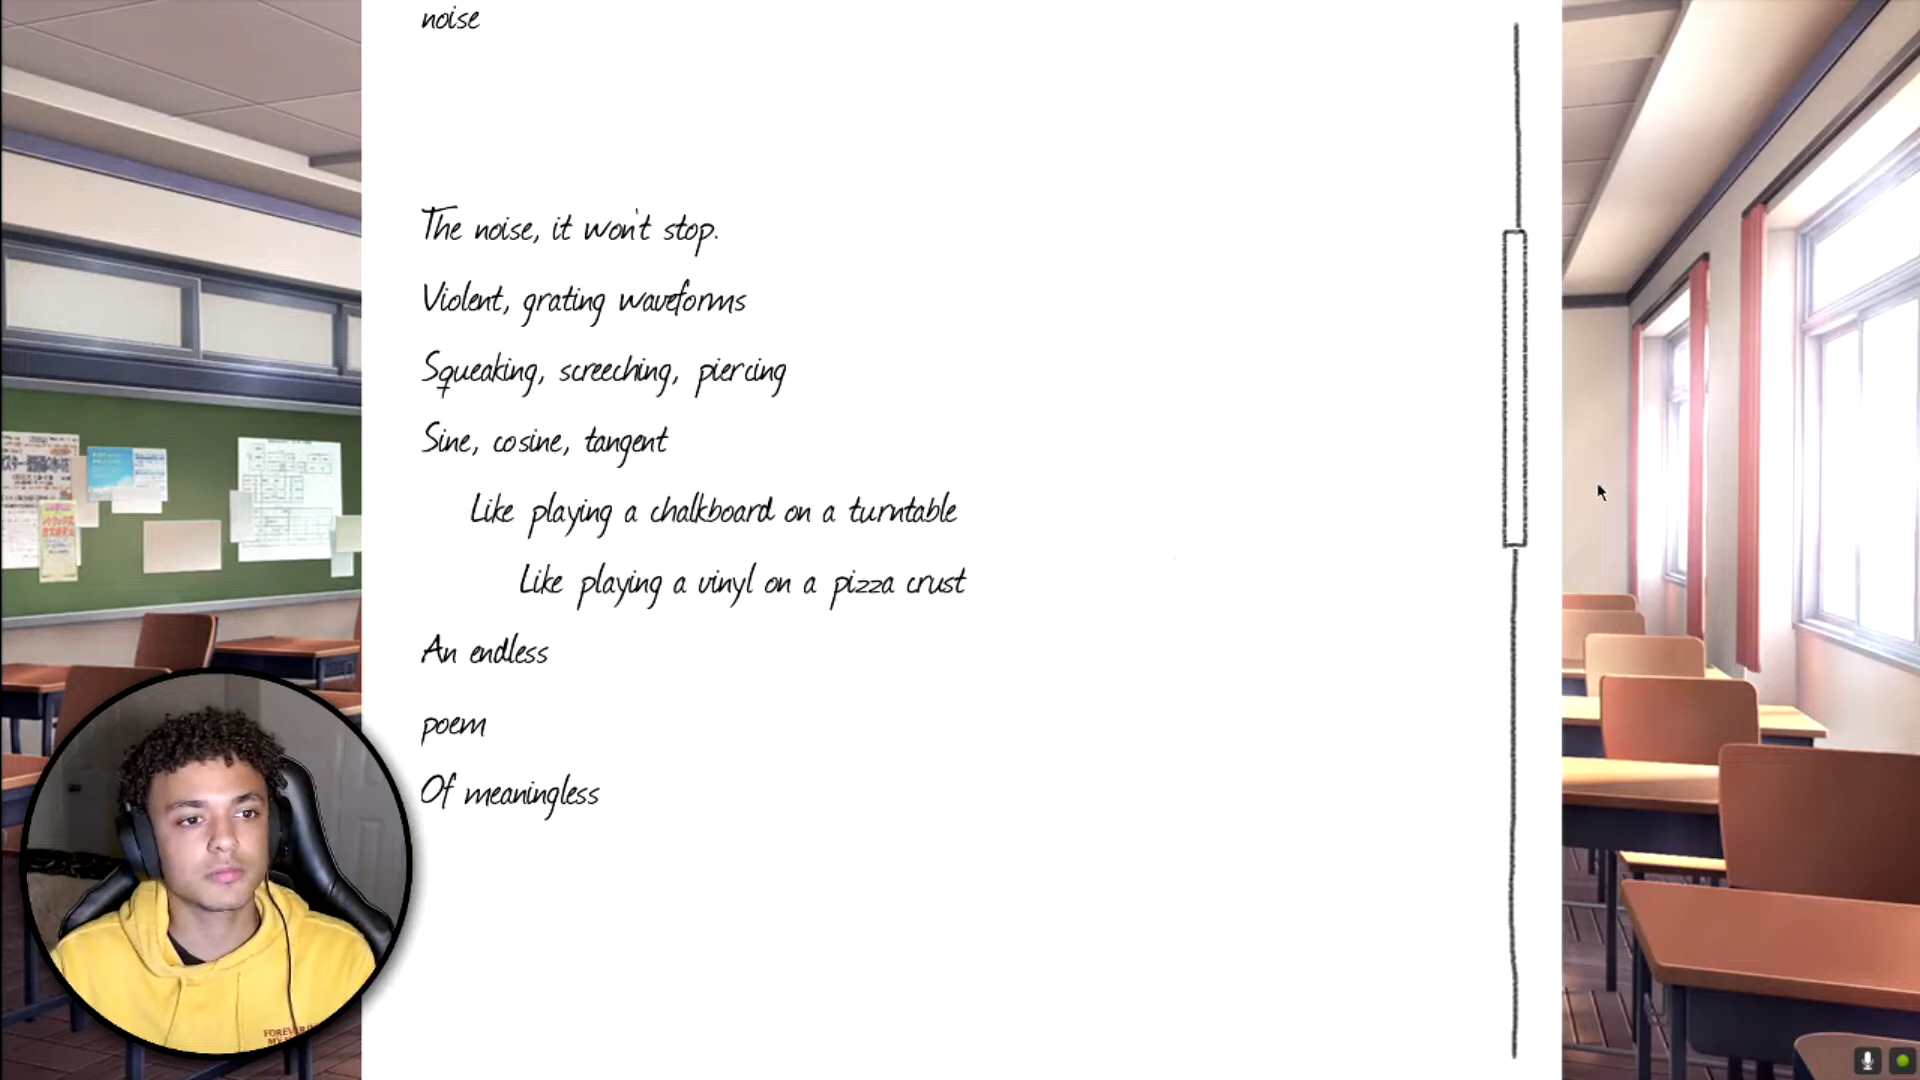 noise
The noise, it won't stop.
Violent, grating waveforms
Squeaking, screeching, piercing
Sine, cosine, tangent
Like playing a chalkboard on a turntable
Like playing a vinyl on a pizza crust
An endless
poem
Of meaningless